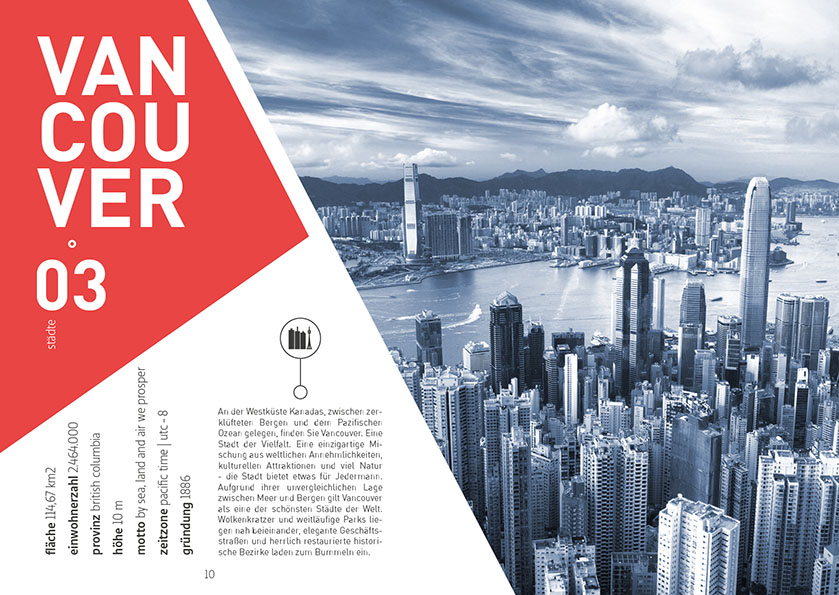 VAN
COU
VER
03
städte
fläche 114,67 km2
einwohnerzahl 2.464.000
provinz british columbia
höhe 10 m
motto by sea, land and air we prosper
zeitzone pacific time | utc - 8
gründung 1886
An der Westküste Kanadas, zwischen zer-
klüfteten Bergen und dem Pazifischen
Ozean gelegen, finden Sie Vancouver. Eine
Stadt der Vielfalt. Eine einzigartige Mi-
schung aus weltlichen Annehmlichkeiten,
kulturellen Attraktionen und viel Natur
- die Stadt bietet etwas für Jedermann.
Aufgrund ihrer unvergleichlichen Lage
zwischen Meer und Bergen gilt Vancouver
als eine der schönsten Städte der Welt.
Wolkenkratzer und weitläufige Parks lie-
gen nah beieinander, elegante Geschäfts-
straßen und herrlich restaurierte histori-
sche Bezirke laden zum Bummeln ein.
10